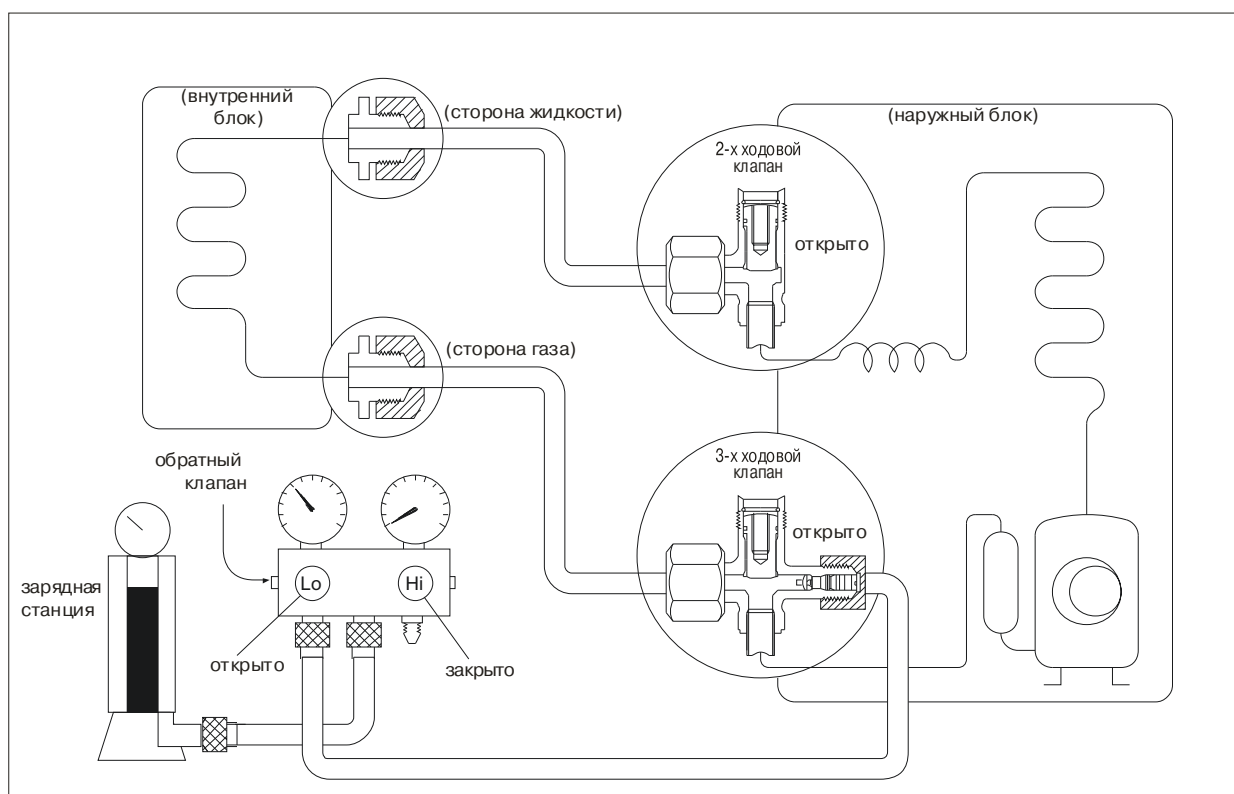 (внутренний
блок)
(сторона жидкости)
(наружный блок)
2-х ходовой
клапан
открыто
(сторона газа)
3-х ходовой
клапан
открыто
обратный
клапан
зарядная
станция
Lo
Hi
открыто
закрыто